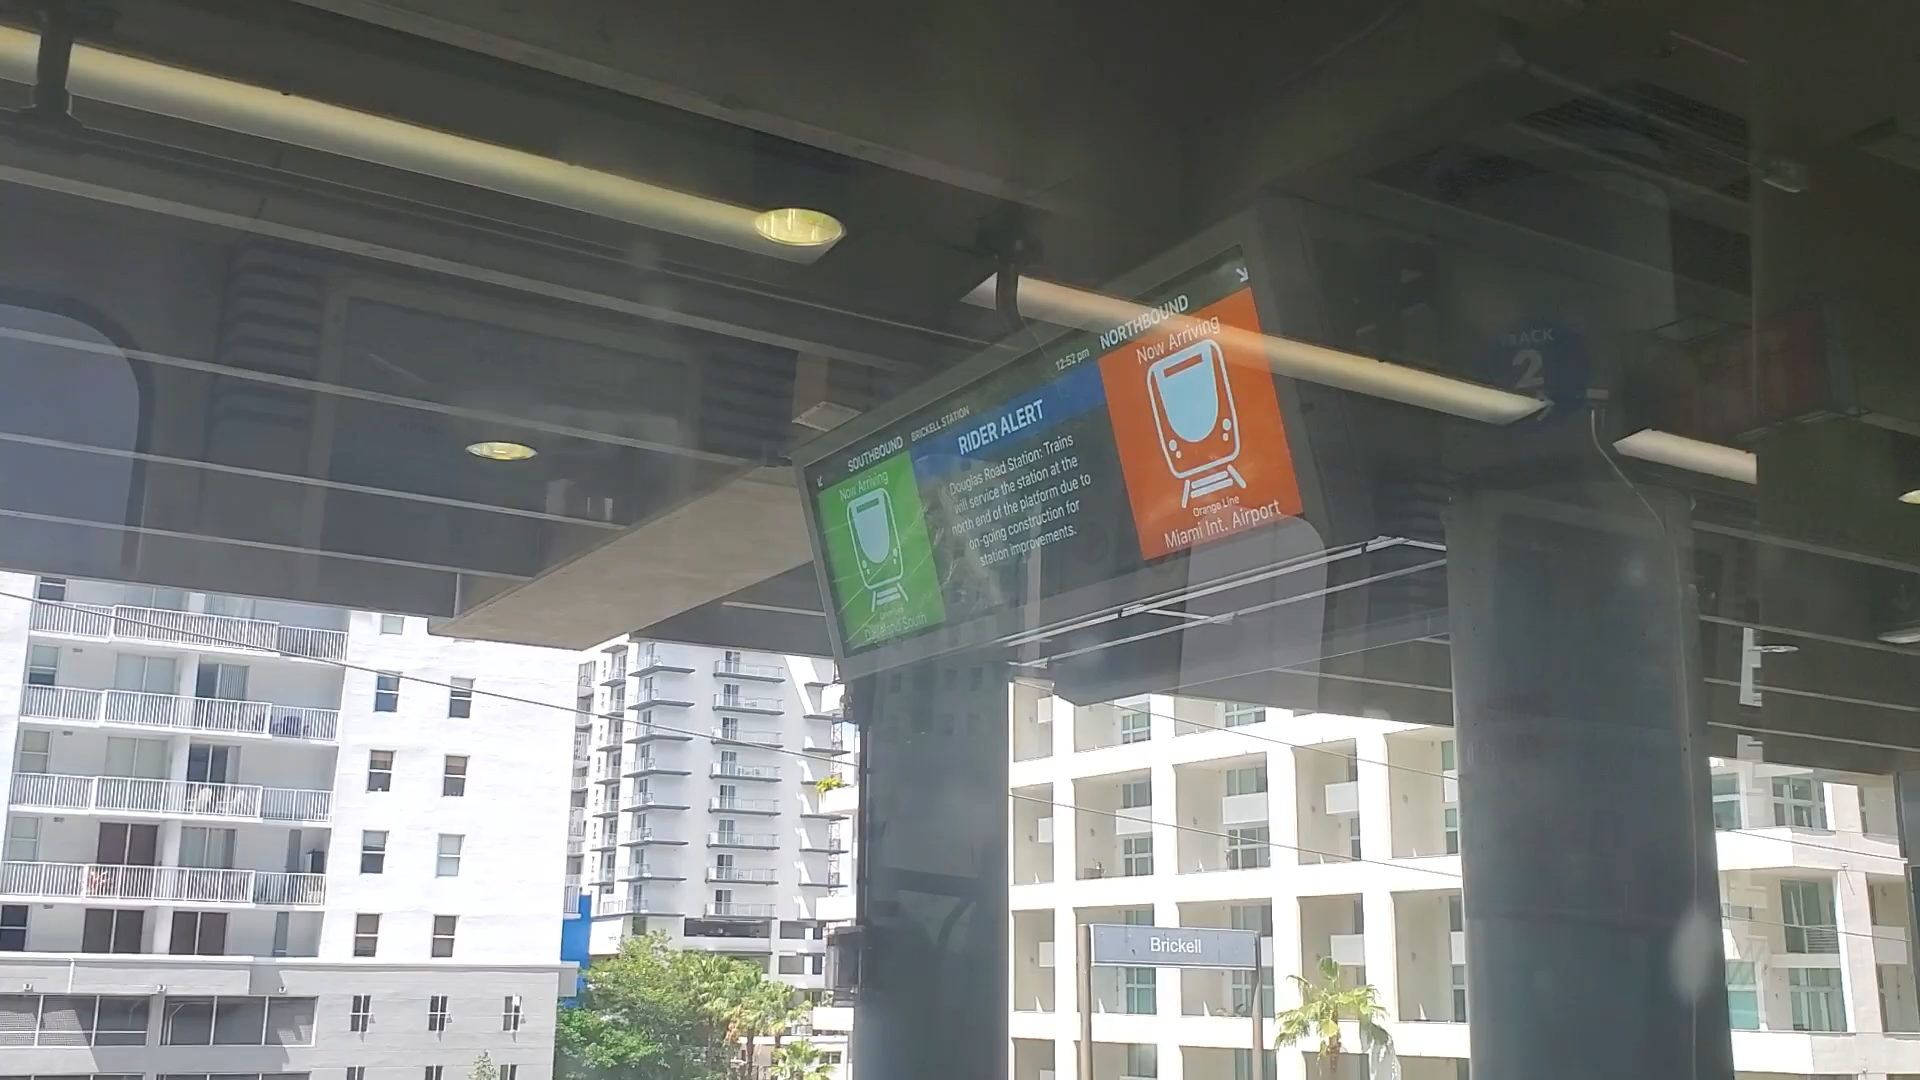 SOUTHBOUND
BRICKELL STATION
12:52 pm
NORTHBOUND
Now Arriving
RIDER ALERT
Douglas Road Station: Trains
will service the station at the
north end of the platform due to
on-going construction for
station improvements.
Now Arriving
Orange Line
Miami Int. Airport
South
TRACK
2
Brickell